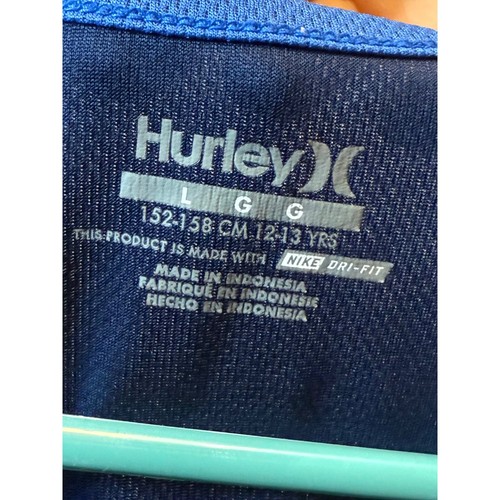 Hurley
L G G
152-158 CM 12-13 YRS
THIS PRODUCT IS MADE WITH NIKE DRI-FIT
MADE IN INDONESIA
FABRIQUÉ EN INDONESIE
HECHO EN INDONESIA